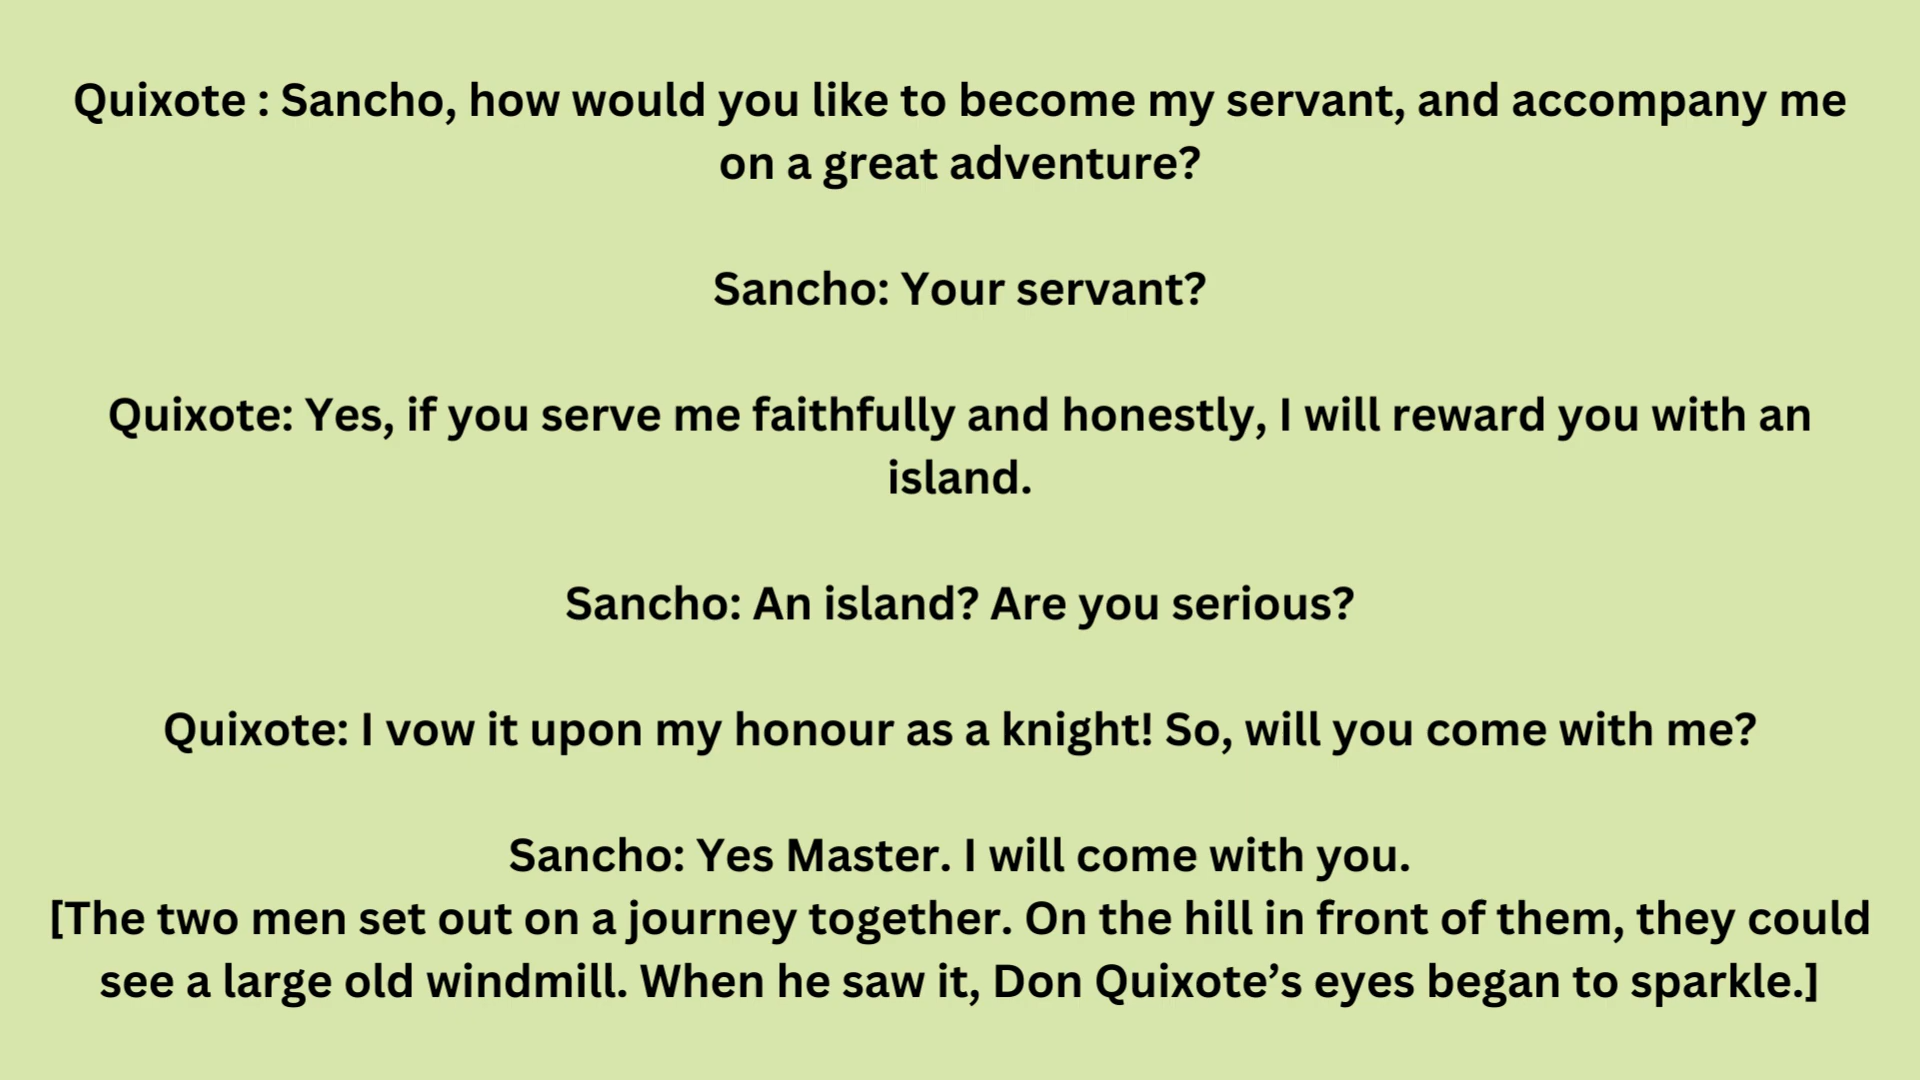 Quixote : Sancho, how would you like to become my servant, and accompany me
on a great adventure?
Sancho: Your servant?
Quixote: Yes, if you serve me faithfully and honestly, I will reward you with an
island.
Sancho: An island? Are you serious?
Quixote: I vow it upon my honour as a knight! So, will you come with me?
Sancho: Yes Master. I will come with you.
[The two men set out on a journey together. On the hill in front of them, they could
see a large old windmill. When he saw it, Don Quixote’s eyes began to sparkle.]